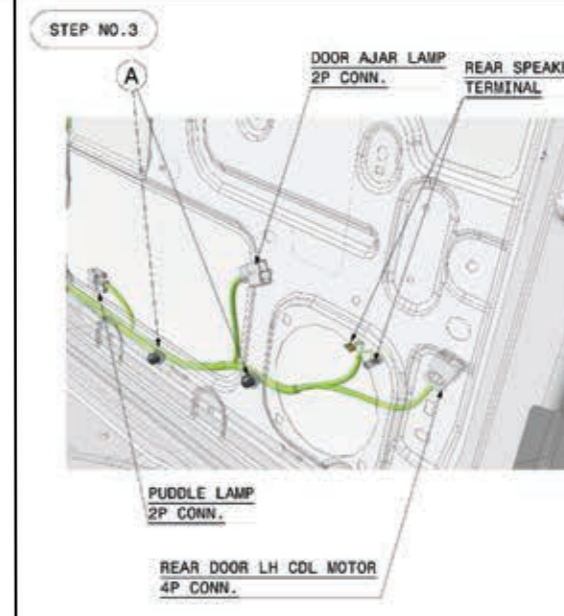 STEP NO.3
A
DOOR AJAR LAMP
2P CONN.
REAR
TERMINAL
PUDDLE LAMP
2P CONN.
REAR DOOR LH CDL MOTOR
4P CONN.